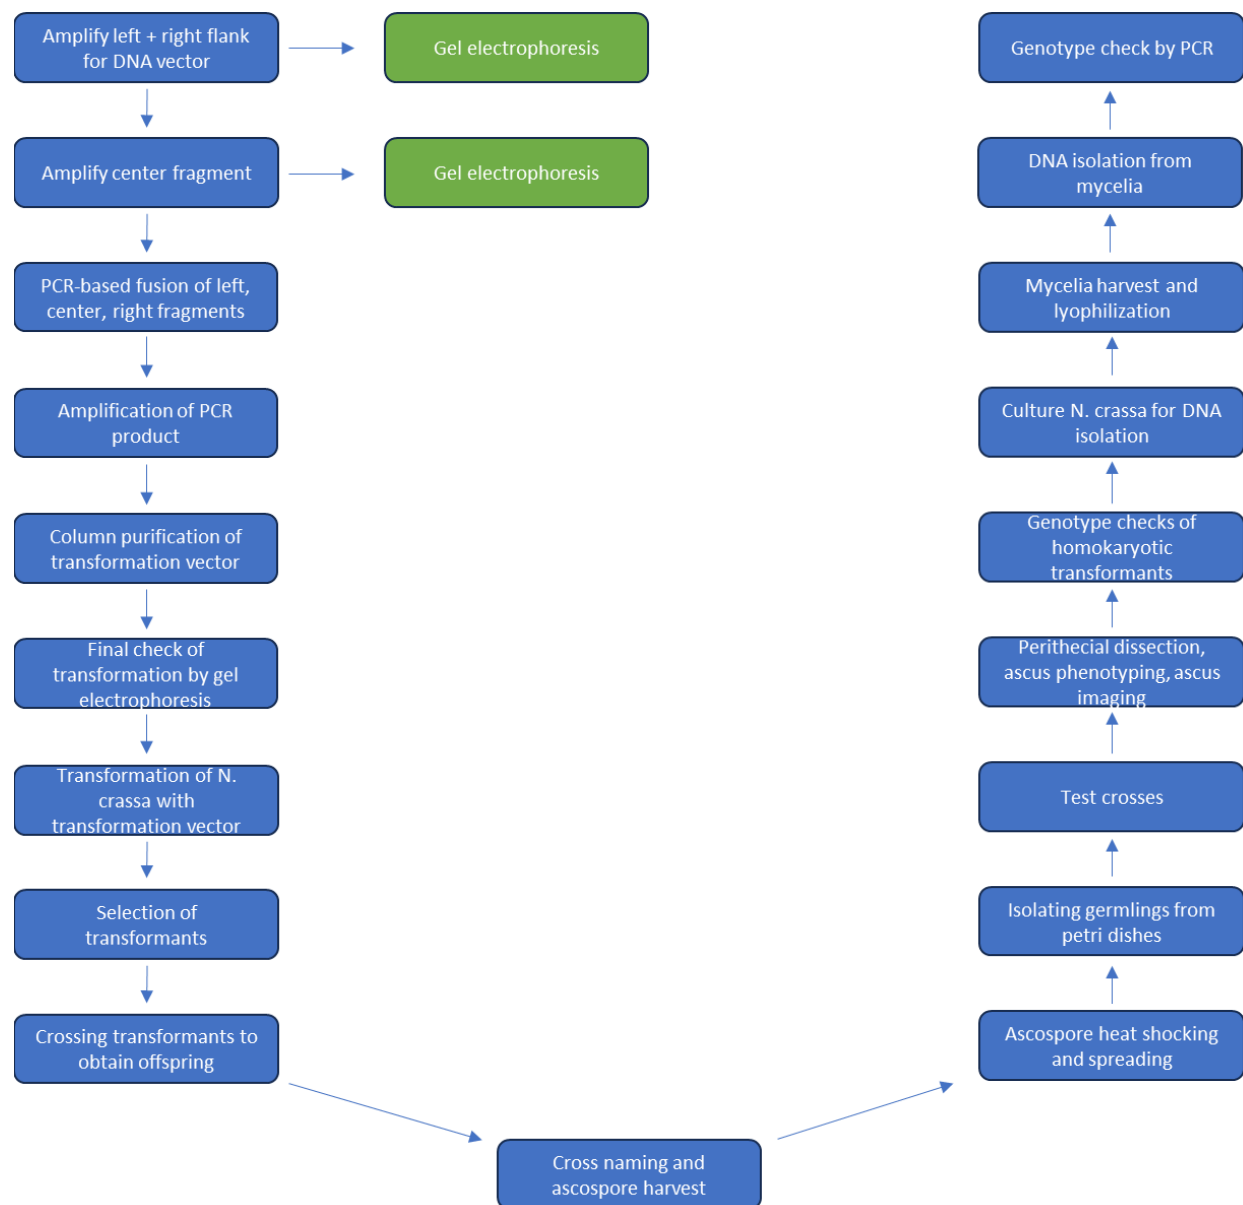 Amplify left + right flank
for DNA vector
Gel electrophoresis
Amplify center fragment
Gel electrophoresis
PCR-based fusion of left,
center, right fragments
Amplification of PCR
product
Column purification of
transformation vector
Final check of
transformation by gel
electrophoresis
Transformation of N.
crassa with
transformation vector
Selection of
transformants
Crossing transformants to
obtain offspring
Cross naming and
ascospore harvest
Ascospore heat shocking
and spreading
Isolating germlings from
petri dishes
Test crosses
Perithecial dissection,
ascus phenotyping, ascus
imaging
Genotype checks of
homokaryotic
transformants
Culture N. crassa for DNA
isolation
Mycelia harvest and
lyophilization
DNA isolation from
mycelia
Genotype check by PCR